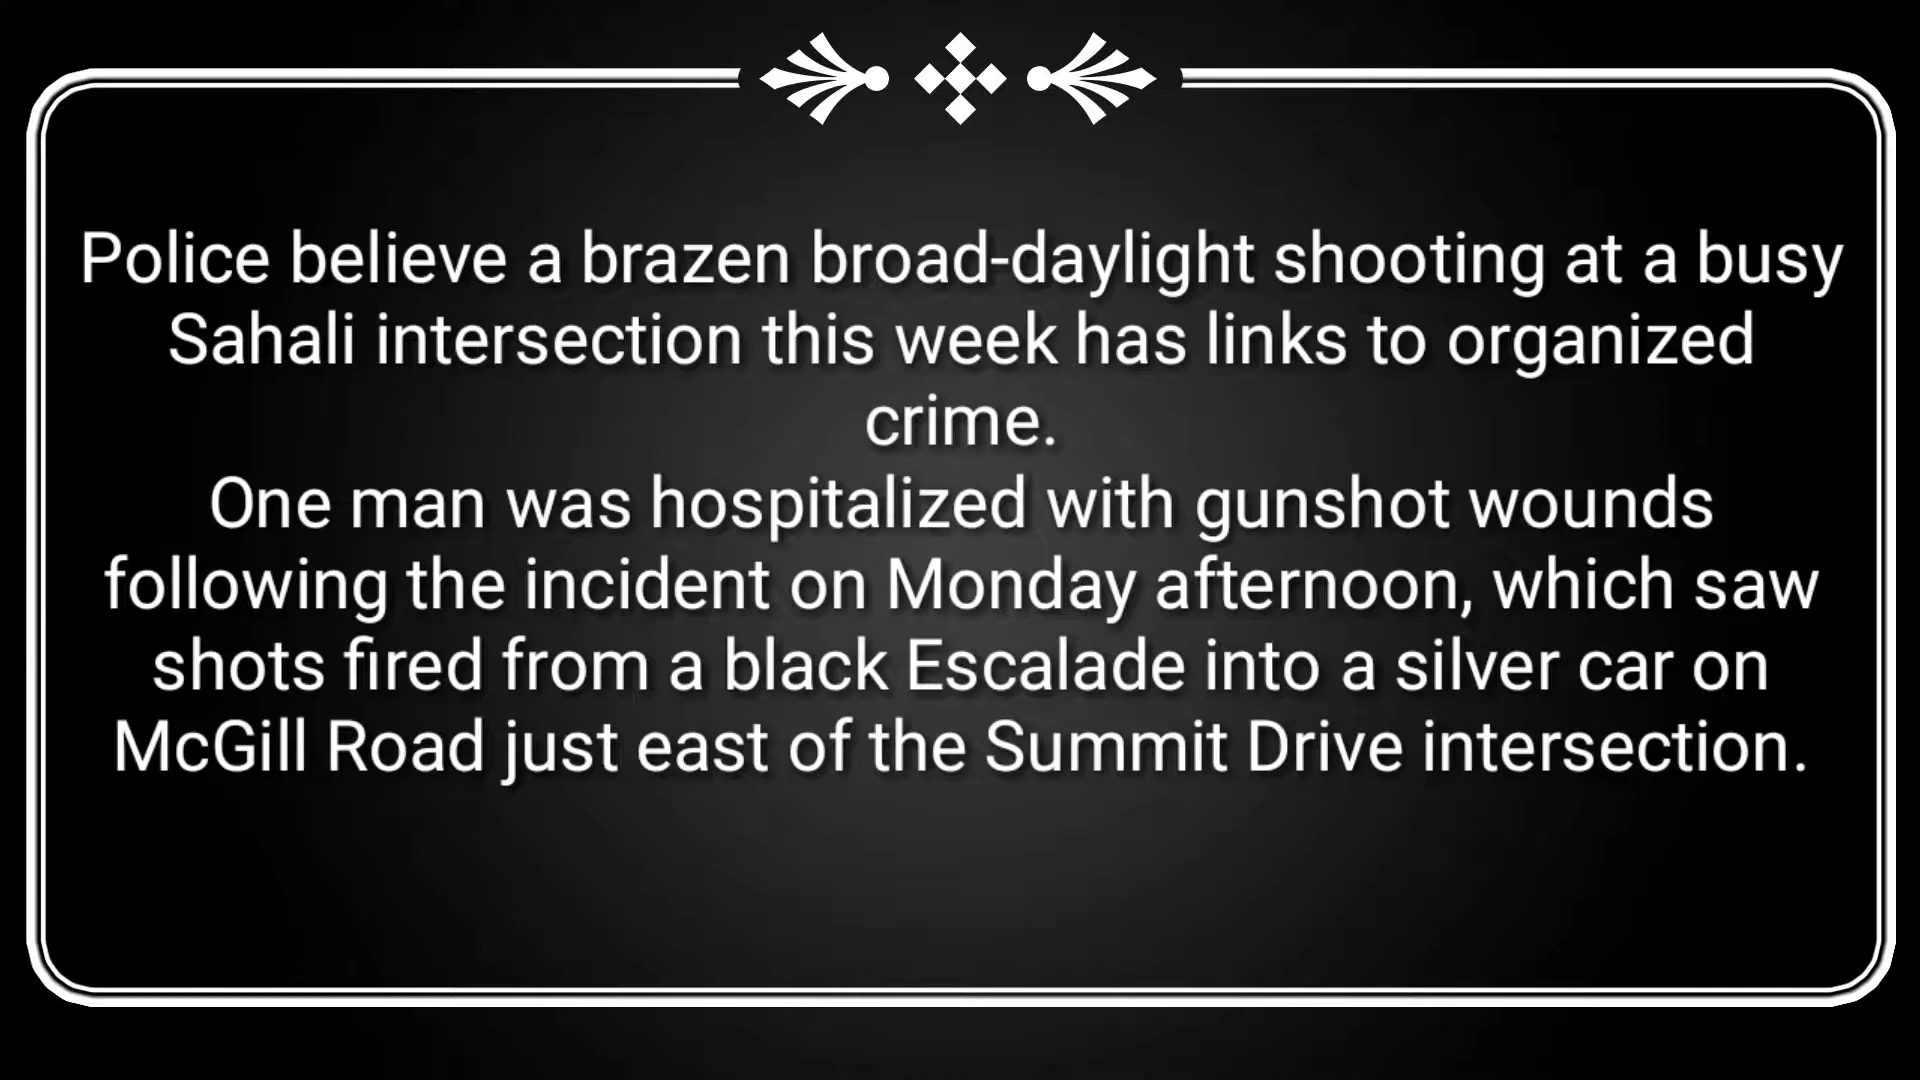 Police believe a brazen broad-daylight shooting at a busy
Sahali intersection this week has links to organized
crime.
One man was hospitalized with gunshot wounds
following the incident on Monday afternoon, which saw
shots fired from a black Escalade into a silver car on
McGill Road just east of the Summit Drive intersection.